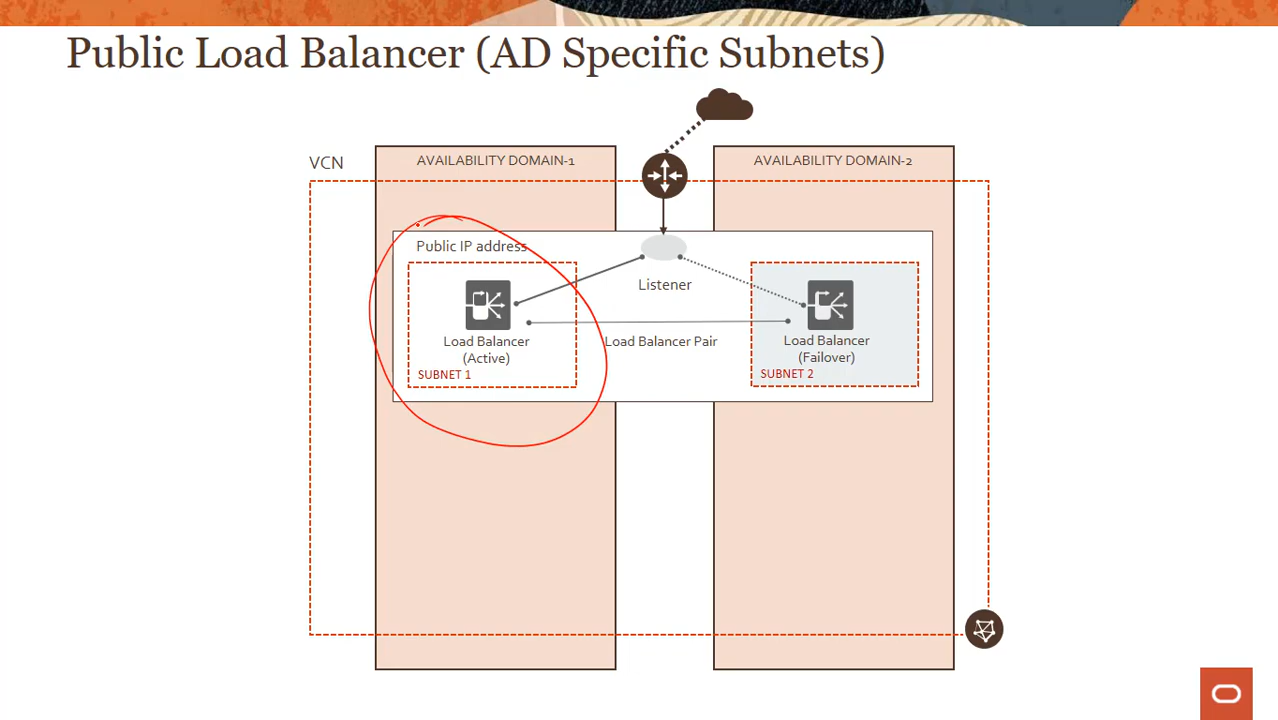 Public Load Balancer (AD Specific Subnets)
VCN
AVAILABILITY DOMAIN-1
AVAILABILITY DOMAIN-2
Public IP address
Listener
Load Balancer
(Active)
SUBNET 1
Load Balancer Pair
Load Balancer
(Failover)
SUBNET 2